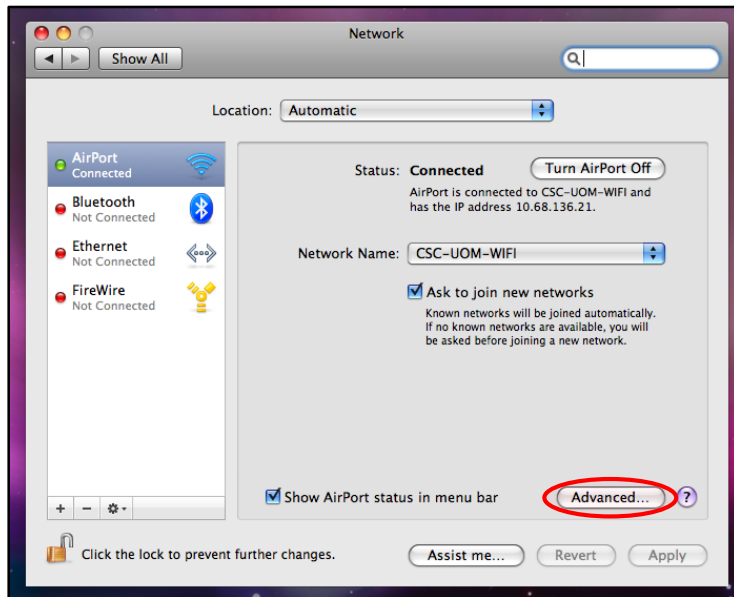 Network
Show All
Location: Automatic
AirPort
Connected
Bluetooth
Not Connected
Ethernet
Not Connected
FireWire
Not Connected
Status: Connected
Turn AirPort Off
AirPort is connected to CSC-UOM-WIFI and
has the IP address 10.68.136.21.
Network Name: CSC-UOM-WIFI
Ask to join new networks
Known networks will be joined automatically.
If no known networks are available, you will
be asked before joining a new network.
Show AirPort status in menu bar
Advanced...
?
Click the lock to prevent further changes.
Assist me...
Revert
Apply